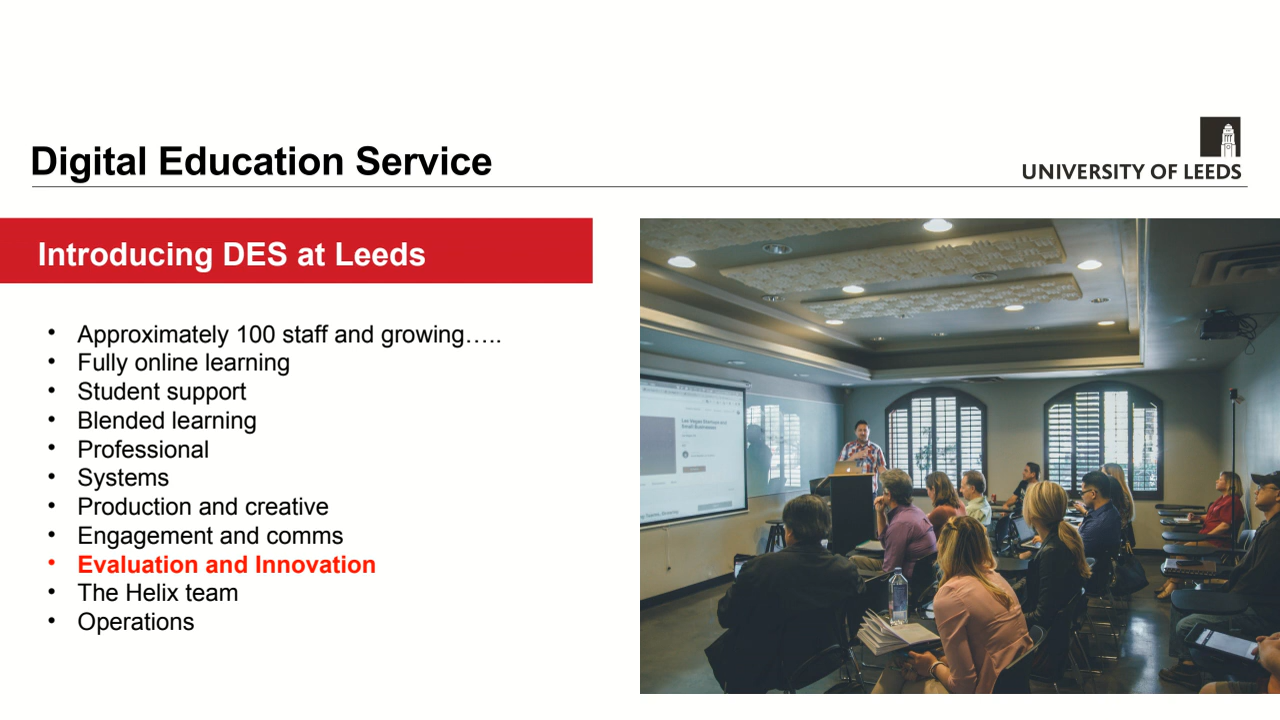 Digital Education Service
UNIVERSITY OF LEEDS
Introducing DES at Leeds
• Approximately 100 staff and growing…..
• Fully online learning
• Student support
• Blended learning
• Professional
• Systems
• Production and creative
• Engagement and comms
• Evaluation and Innovation
• The Helix team
• Operations